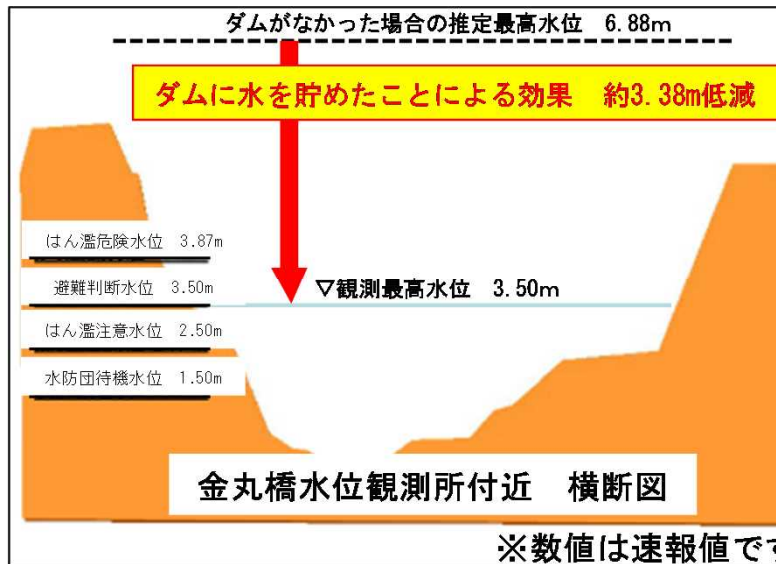 ダムがなかった場合の推定最高水位　6.88m
ダムに水を貯めたことによる効果　約3.38m低減
はん濫危険水位　3.87m
避難判断水位　3.50m
▽観測最高水位　3.50m
はん濫注意水位　2.50m
水防団待機水位　1.50m
金丸橋水位観測所付近　横断図
※数値は速報値です